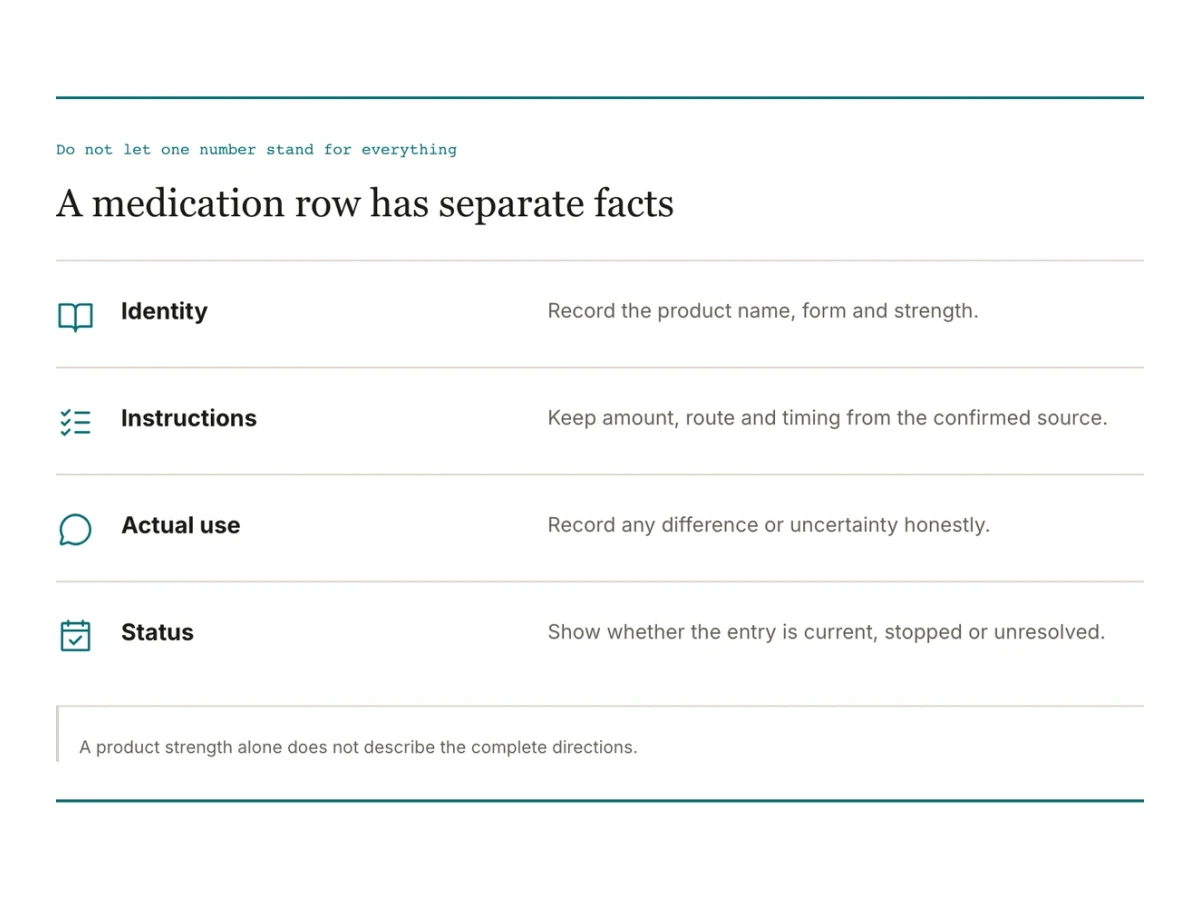 Do not let one number stand for everything
A medication row has separate facts
Identity
Record the product name, form and strength.
Instructions
Keep amount, route and timing from the confirmed source.
Actual use
Record any difference or uncertainty honestly.
Status
Show whether the entry is current, stopped or unresolved.
A product strength alone does not describe the complete directions.